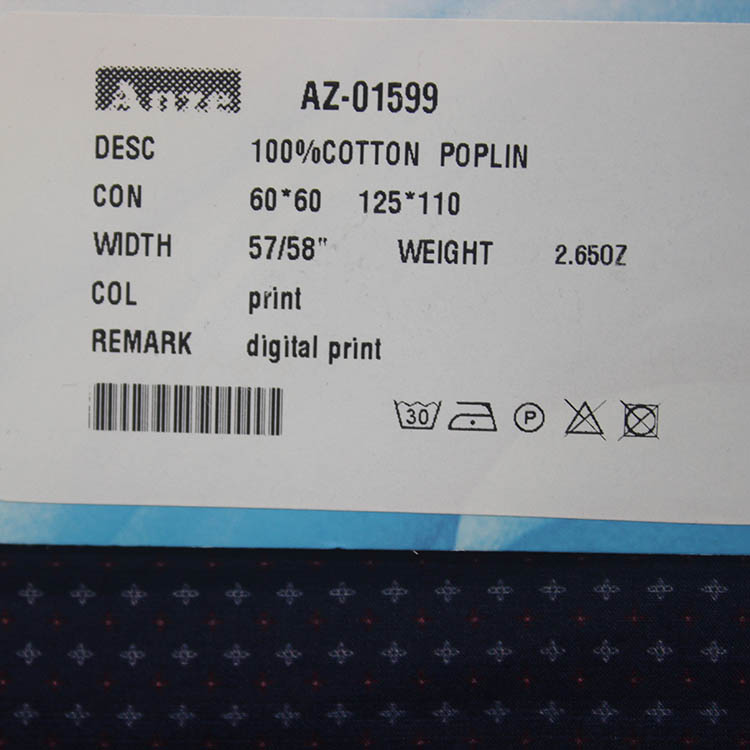 Anze AZ-01599
DESC 100%COTTON POPLIN
CON 60*60 125*110
WIDTH 57/58" WEIGHT 2.65OZ
COL print
REMARK digital print
30 P